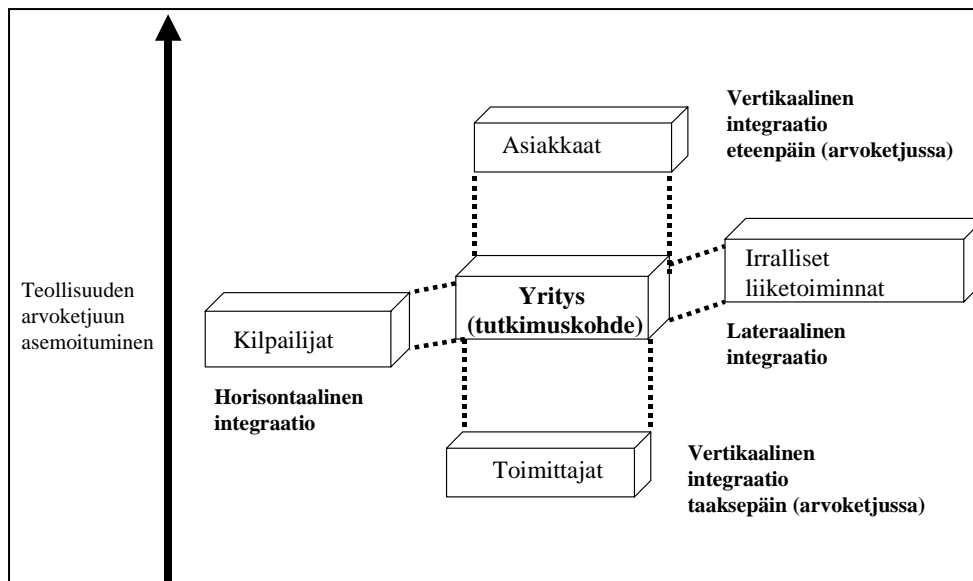 Vertikaalinen
integraatio
eteenpäin (arvoketjussa)
Asiakkaat
Irralliset
liiketoiminnat
Yritys
(tutkimuskohde)
Teollisuuden
arvoketjuun
asemoituminen
Kilpailijat
Lateraalinen
integraatio
Horisontaalinen
integraatio
Toimittajat
Vertikaalinen
integraatio
taaksepäin (arvoketjussa)